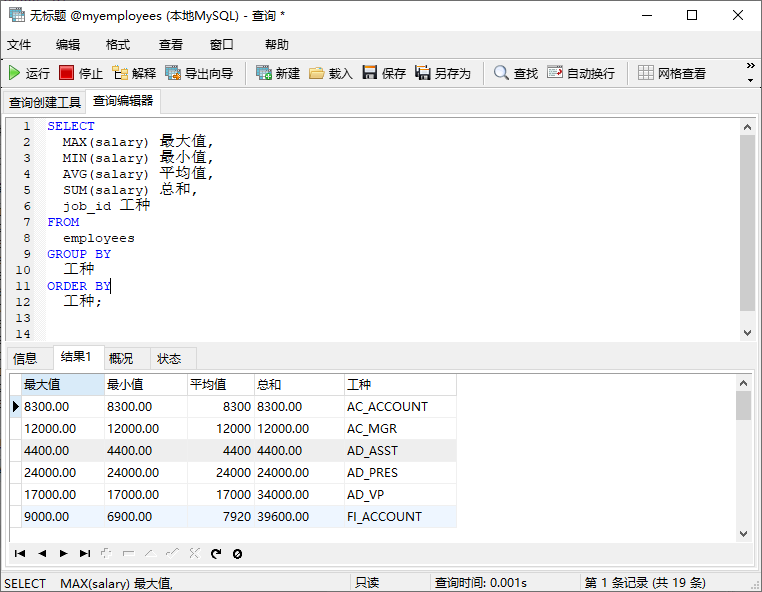 无标题 @myemployees (本地MySQL) - 查询 *
文件 编辑 格式 查看 窗口 帮助
运行 停止 解释 导出向导 新建 载入 保存 另存为 查找 自动换行 网格查看 »
查询创建工具 查询编辑器
1 SELECT
2 MAX(salary) 最大值,
3 MIN(salary) 最小值,
4 AVG(salary) 平均值,
5 SUM(salary) 总和,
6 job_id 工种
7 FROM
8 employees
9 GROUP BY
10 工种
11 ORDER BY
12 工种;
13
14
信息 结果1 概况 状态
最大值 最小值 平均值 总和 工种
8300.00 8300.00 8300 8300.00 AC_ACCOUNT
12000.00 12000.00 12000 12000.00 AC_MGR
4400.00 4400.00 4400 4400.00 AD_ASST
24000.00 24000.00 24000 24000.00 AD_PRES
17000.00 17000.00 17000 34000.00 AD_VP
9000.00 6900.00 7920 39600.00 FI_ACCOUNT
SELECT MAX(salary) 最大值, 只读 查询时间: 0.001s 第 1 条记录 (共 19 条)